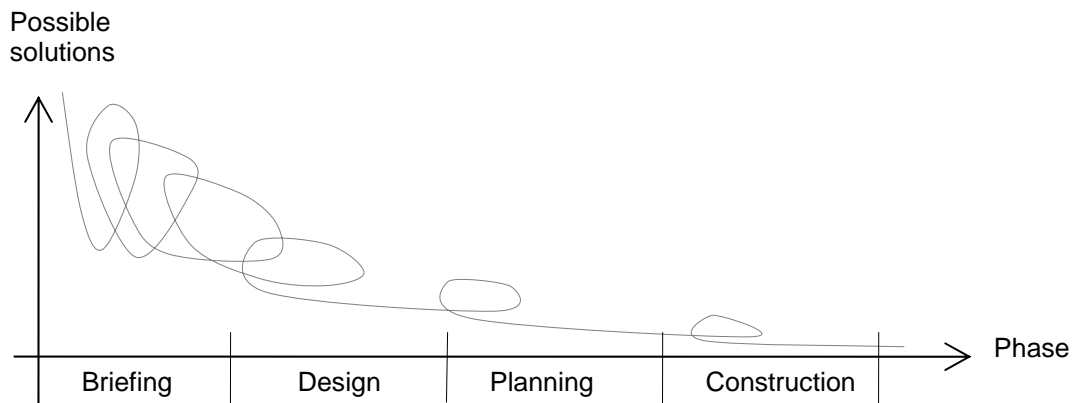 Possible
solutions
Phase
Briefing Design Planning Construction